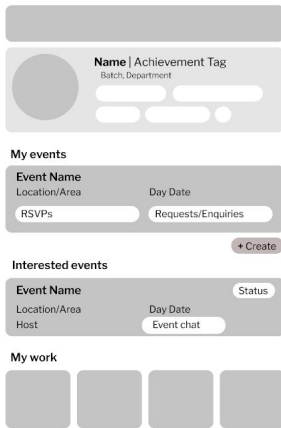 Name | Achievement Tag
Batch, Department
My events
Event Name
Location/Area Day Date
RSVPs Requests/Enquiries
+ Create
Interested events
Event Name Status
Location/Area Day Date
Host Event chat
My work